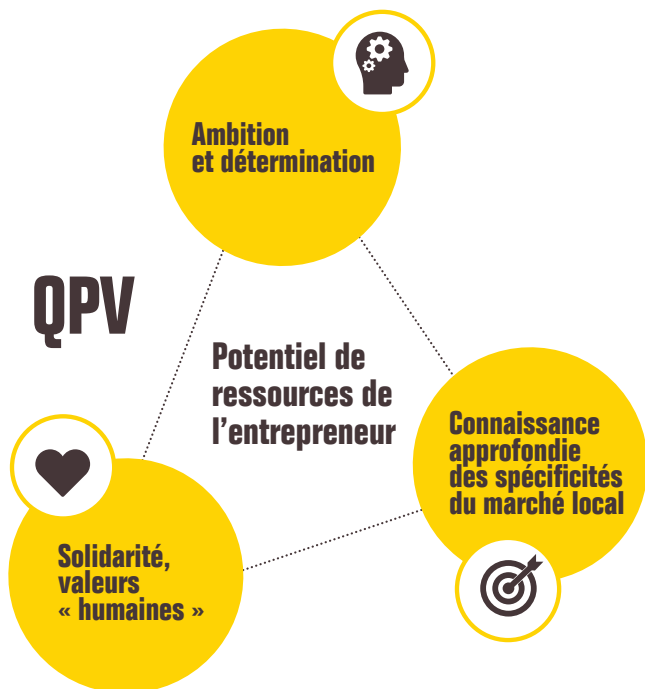 Ambition
et détermination
QPV
Potentiel de
ressources de
l'entrepreneur
Connaissance
approfondie
des spécificités
du marché local
Solidarité,
valeurs
« humaines »